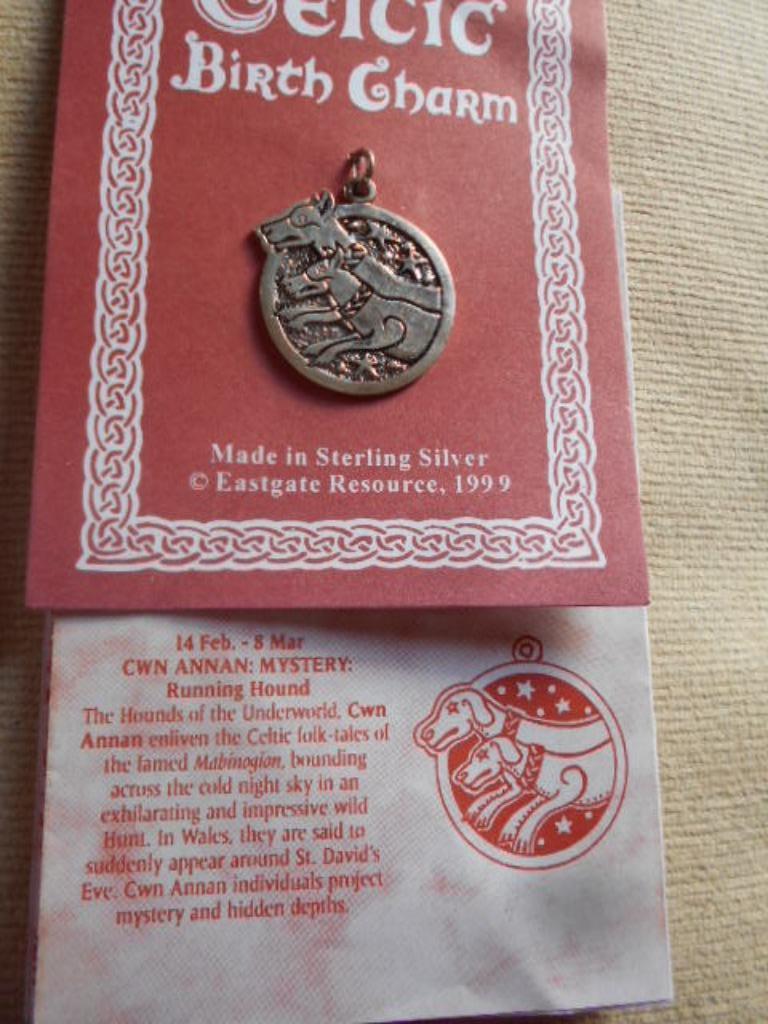 Celtic
Birth Charm
Made in Sterling Silver
© Eastgate Resource, 1999
14 Feb. - 8 Mar
CWN ANNAN: MYSTERY:
Running Hound
The Hounds of the Underworld, Cwn
Annan enliven the Celtic folk-tales of
the famed Mabinogion, bounding
across the cold night sky in an
exhilarating and impressive wild
Hunt. In Wales, they are said to
suddenly appear around St. David's
Eve. Cwn Annan individuals project
mystery and hidden depths.